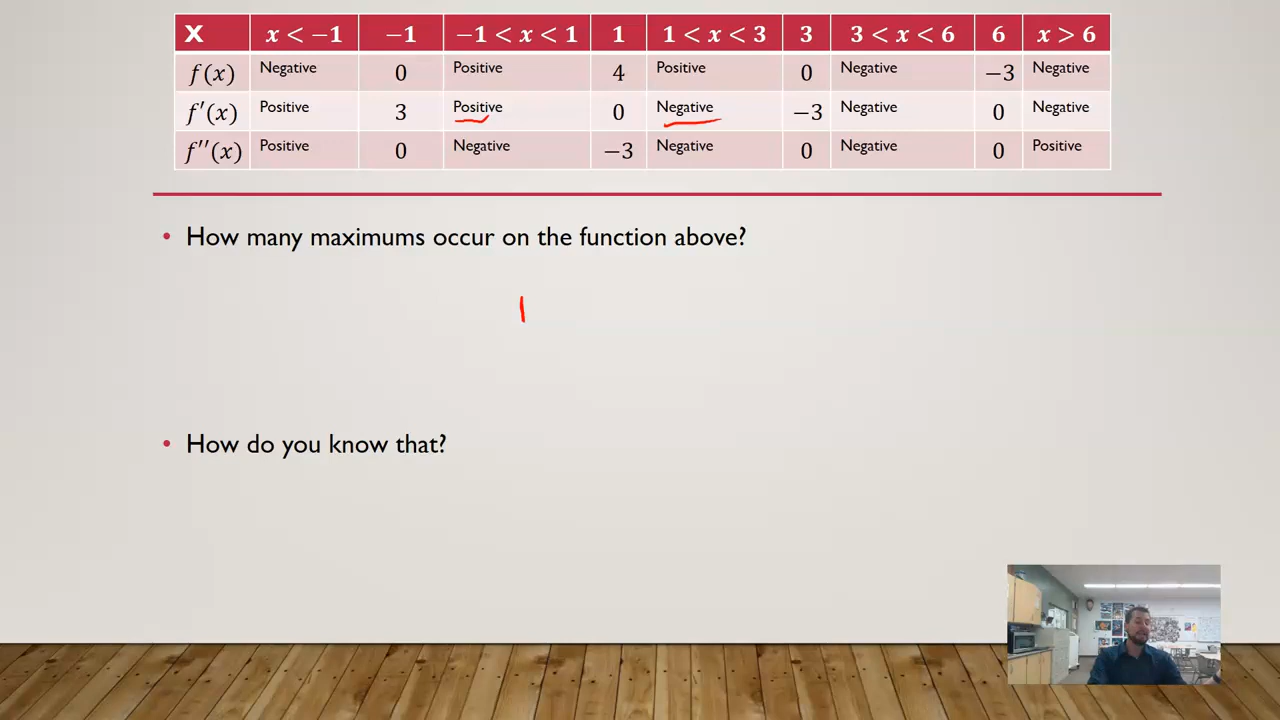 X x < −1 −1 −1 < x < 1 1 1 < x < 3 3 3 < x < 6 6 x > 6
f(x) Negative 0 Positive 4 Positive 0 Negative −3 Negative
f′(x) Positive 3 Positive 0 Negative −3 Negative 0 Negative
f′′(x) Positive 0 Negative −3 Negative 0 Negative 0 Positive
• How many maximums occur on the function above?
1
• How do you know that?